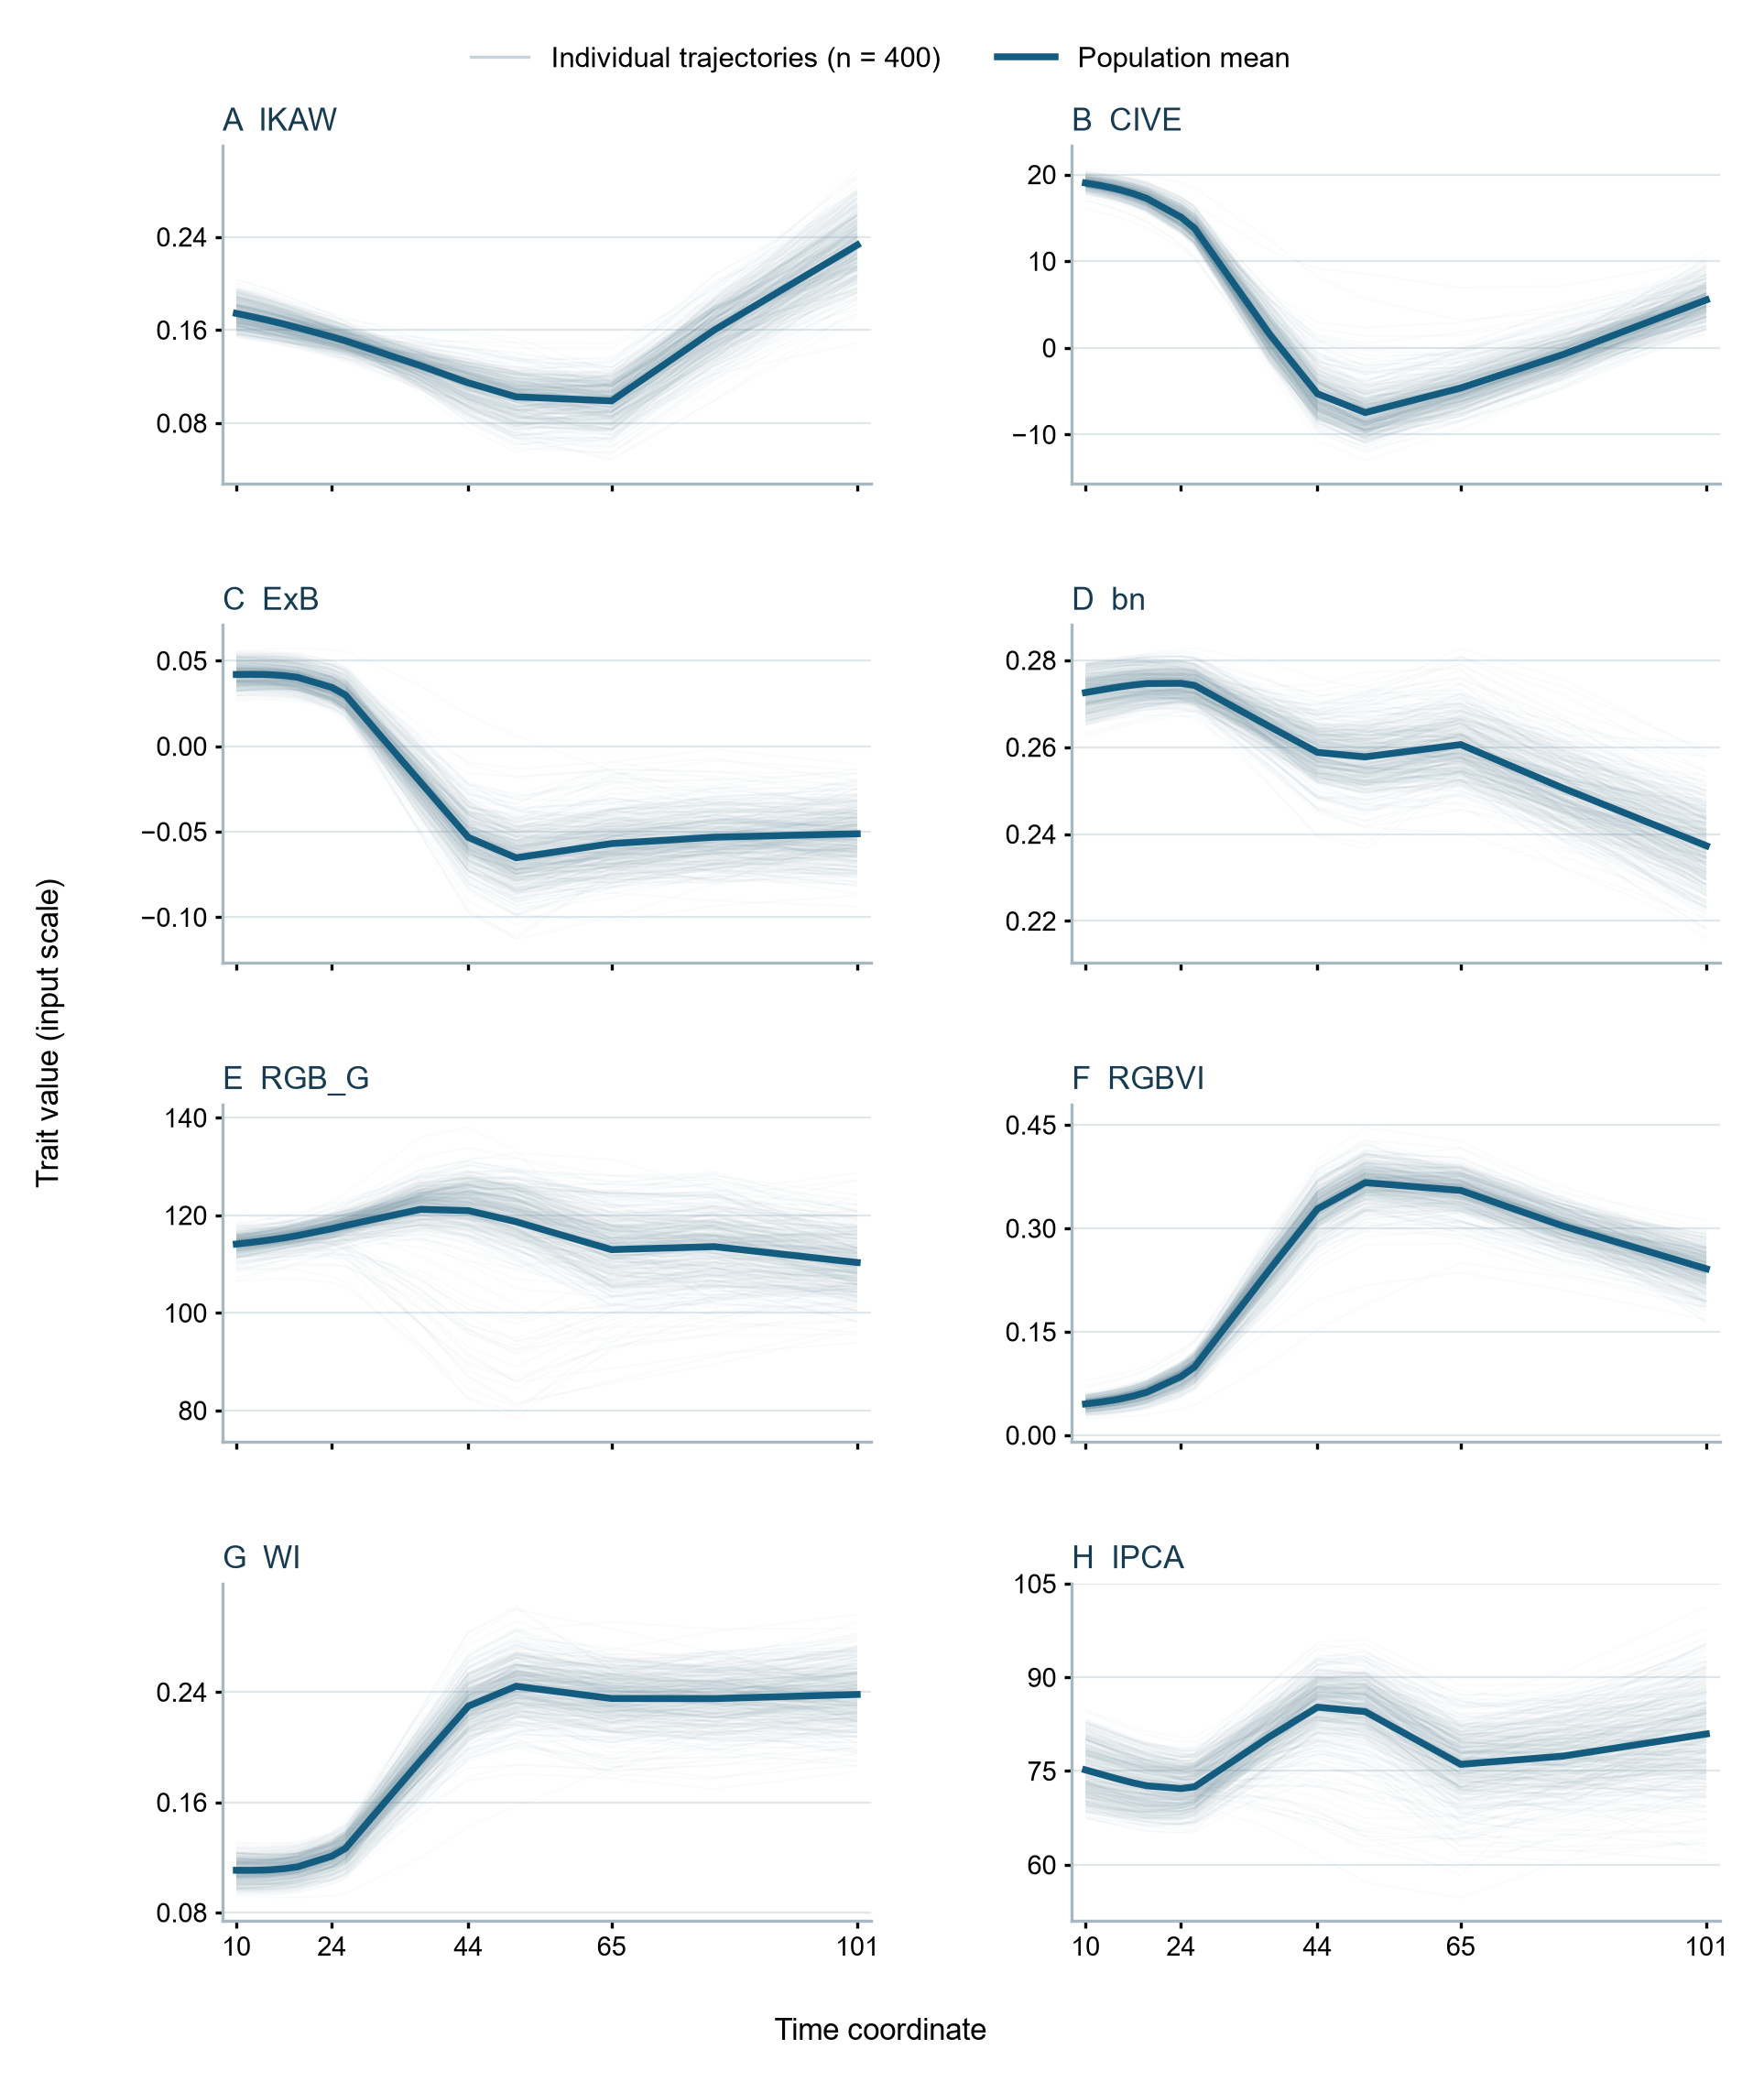 Individual trajectories (n = 400) Population mean
A IKAW
0.24
0.16
0.08
B CIVE
20
10
0
−10
C ExB
0.05
0.00
−0.05
−0.10
D bn
0.28
0.26
0.24
0.22
Trait value (input scale)
E RGB_G
140
120
100
80
F RGBVI
0.45
0.30
0.15
0.00
G WI
0.24
0.16
0.08
10 24 44 65 101
H IPCA
105
90
75
60
10 24 44 65 101
Time coordinate